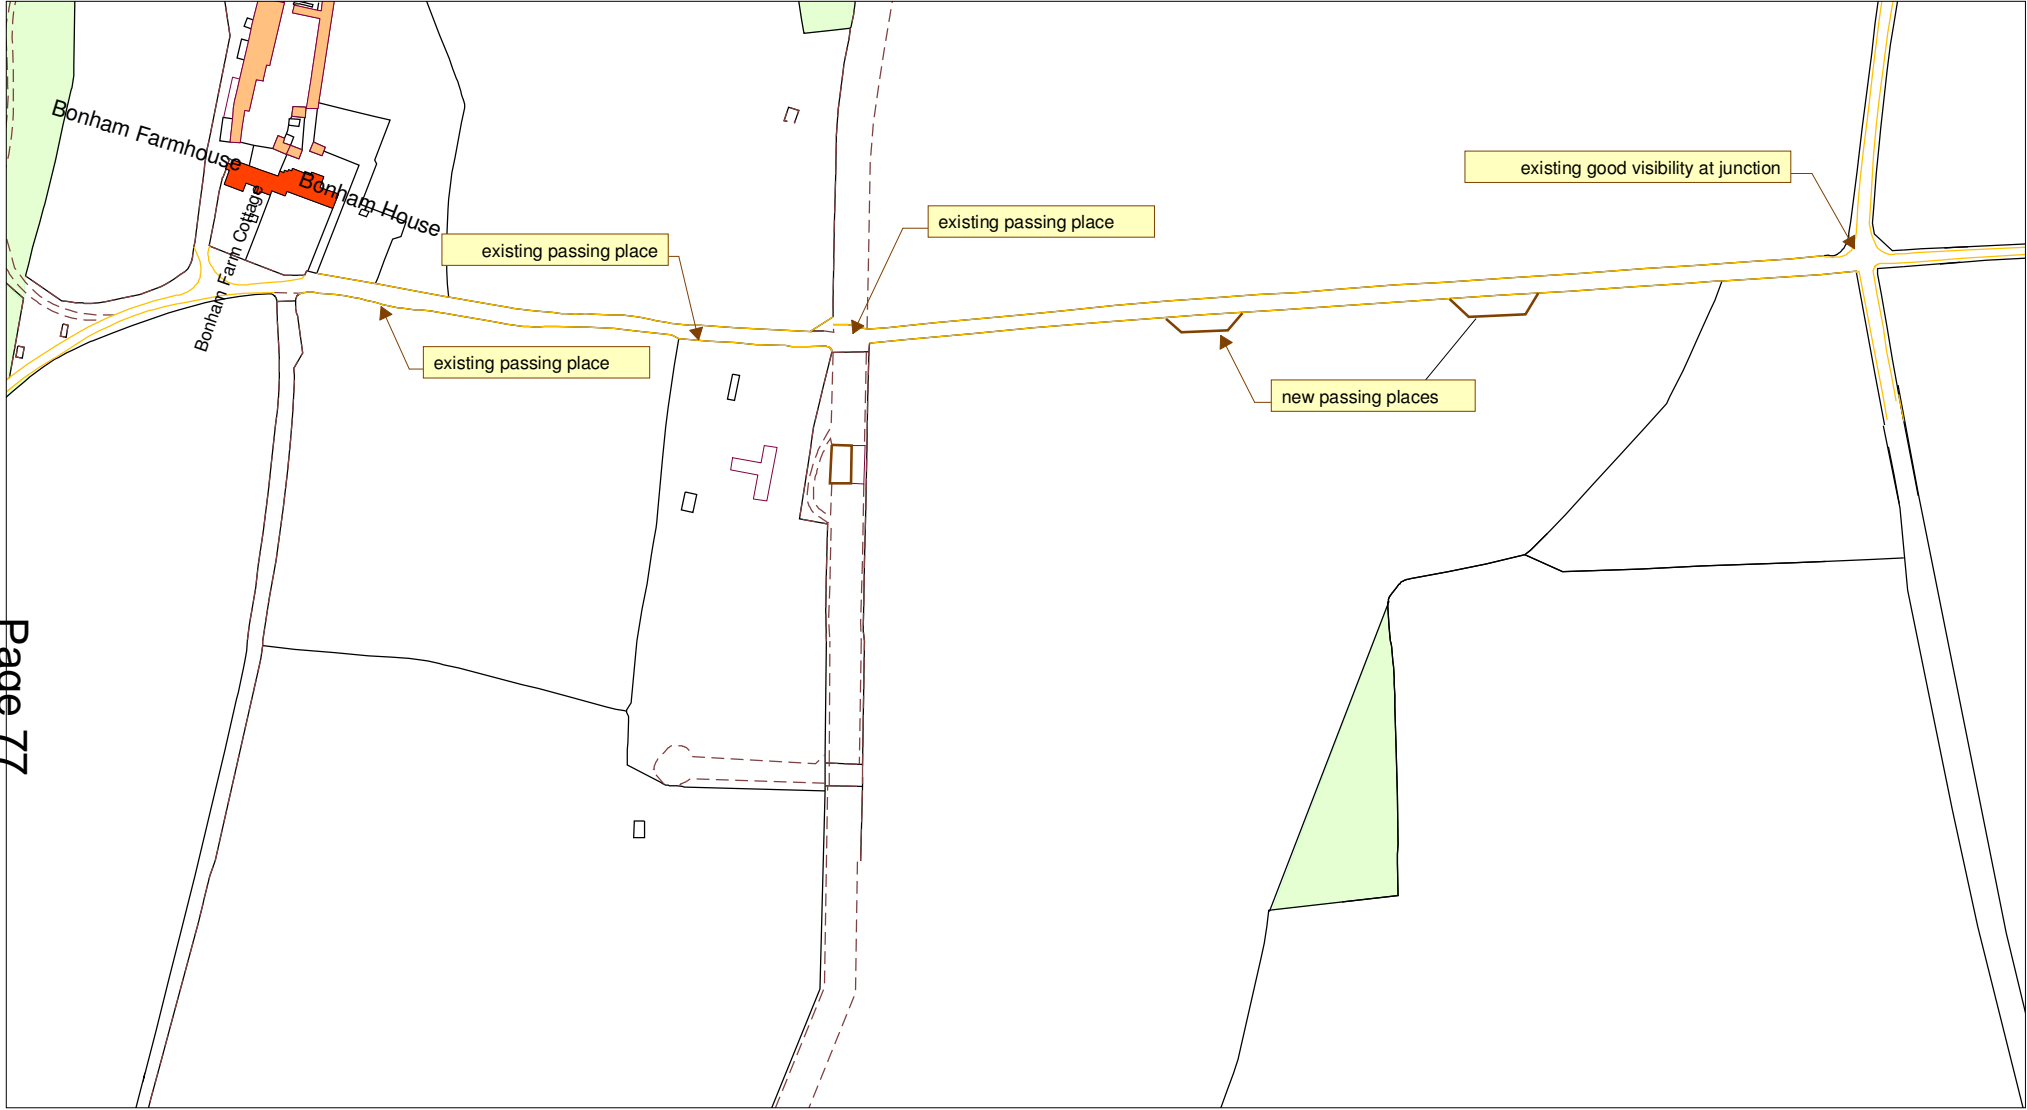 Bonham Farmhouse
Bonham House
Bonham Farm Cottage
existing passing place
existing passing place
existing passing place
existing good visibility at junction
new passing places
Page 77